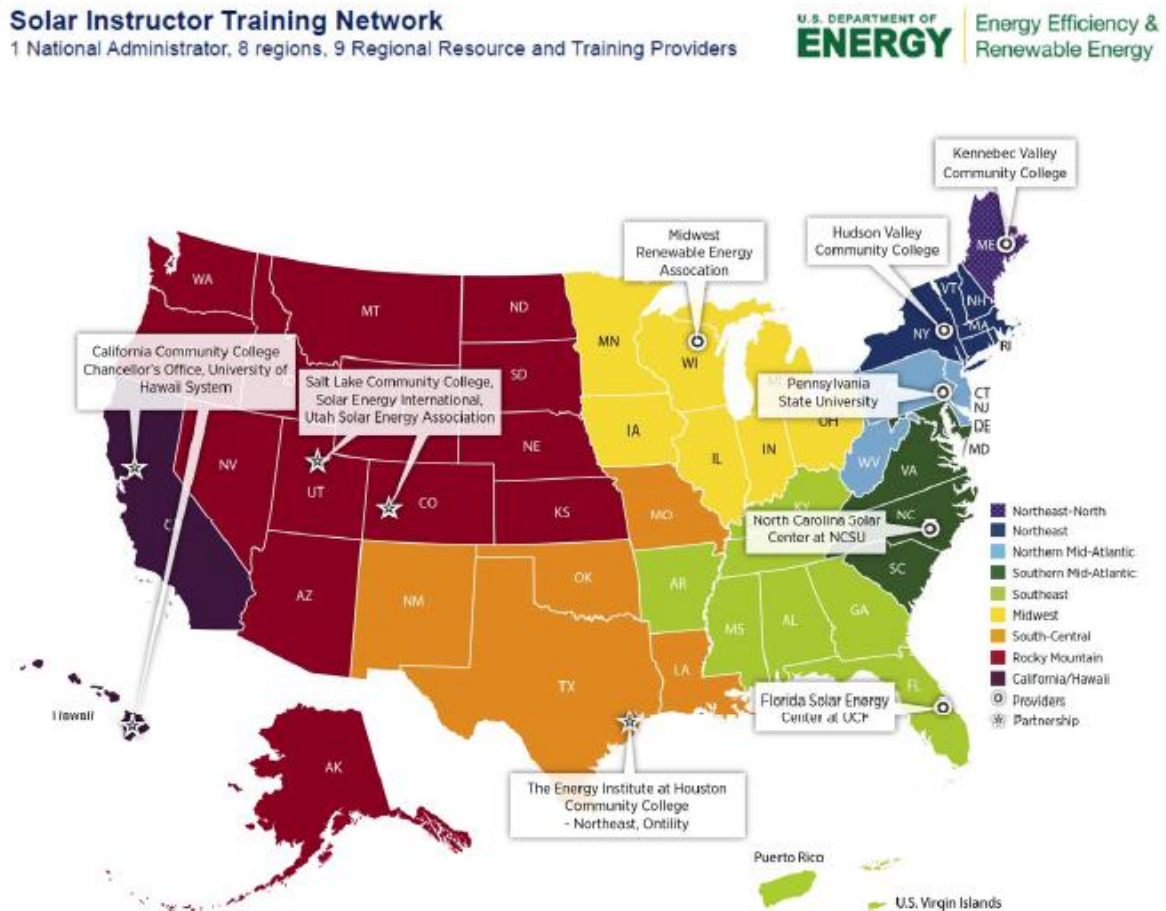 Solar Instructor Training Network
1 National Administrator, 8 regions, 9 Regional Resource and Training Providers
U.S. DEPARTMENT OF
ENERGY
Energy Efficiency &
Renewable Energy
Kennebec Valley
Community College
Hudson Valley
Community College
Midwest
Renewable Energy
Assocation
California Community College
Chancellor's Office, University of
Hawaii System
Salt Lake Community College,
Solar Energy International,
Utah Solar Energy Association
Pennsylvania
State University
North Carolina Solar
Center at NCSU
Florida Solar Energy
Center at UCF
The Energy Institute at Houston
Community College
- Northeast, Ontility
WA
MT
ND
SD
NE
KS
NV
UT
CO
AZ
AK
NM
OK
TX
MO
LA
AR
MS
AL
GA
FL
KY
MN
WI
IA
IL
IN
OH
ME
VT
NH
MA
NY
RI
CT
NJ
DE
MD
WV
VA
NC
SC
Hawaii
Puerto Rico
U.S. Virgin Islands
Northeast-North
Northeast
Northern Mid-Atlantic
Southern Mid-Atlantic
Southeast
Midwest
South-Central
Rocky Mountain
California/Hawaii
Providers
Partnership